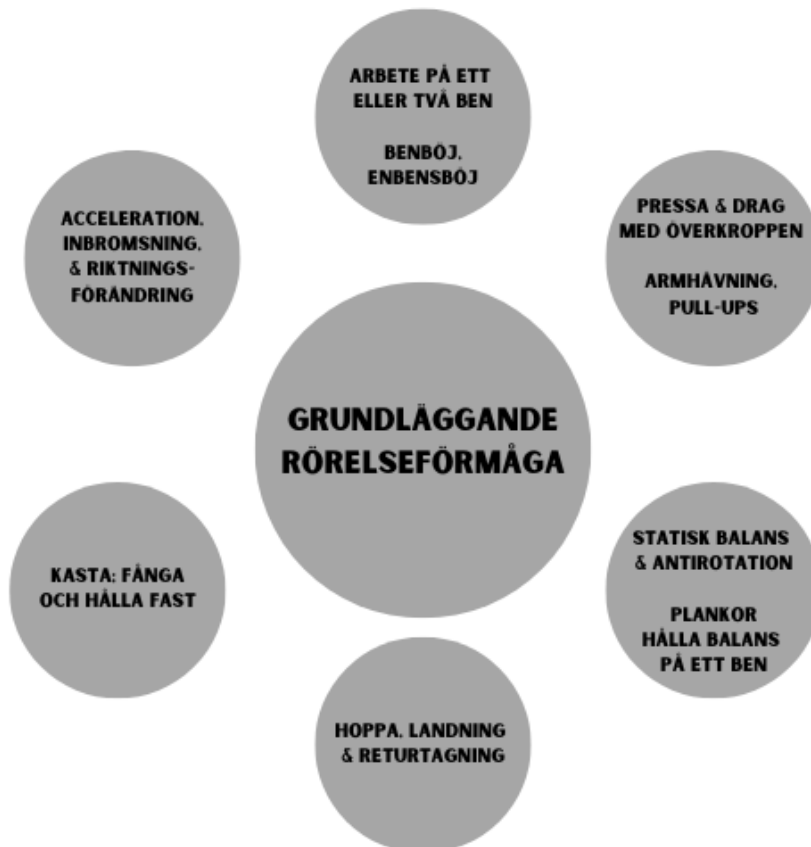 ARBETE PÅ ETT
ELLER TVÅ BEN
BENBÖJ,
ENBENSBÖJ
ACCELERATION,
INBROMSNING,
& RIKTNINGS-
FÖRÄNDRING
PRESSA & DRAG
MED ÖVERKROPPEN
ARMHÄVNING,
PULL-UPS
GRUNDLÄGGANDE
RÖRELSEFÖRMÅGA
KASTA; FÅNGA
OCH HÅLLA FAST
STATISK BALANS
& ANTIROTATION
PLANKOR
HÅLLA BALANS
PÅ ETT BEN
HOPPA, LANDNING
& RETURTAGNING